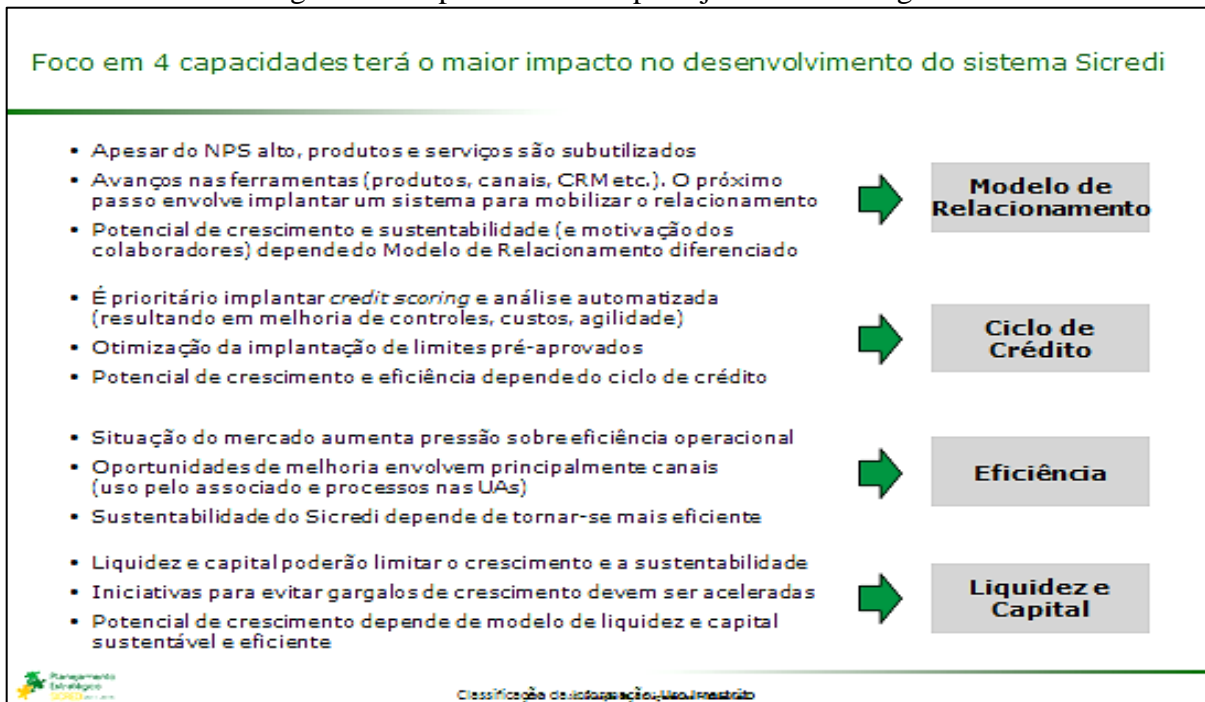 Foco em 4 capacidades terá o maior impacto no desenvolvimento do sistema Sicredi
• Apesar do NPS alto, produtos e serviços são subutilizados
• Avanços nas ferramentas (produtos, canais, CRM etc.). O próximo
passo envolve implantar um sistema para mobilizar o relacionamento
• Potencial de crescimento e sustentabilidade (e motivação dos
colaboradores) depende do Modelo de Relacionamento diferenciado
Modelo de
Relacionamento
• É prioritário implantar credit scoring e análise automatizada
(resultando em melhoria de controles, custos, agilidade)
• Otimização da implantação de limites pré-aprovados
• Potencial de crescimento e eficiência depende do ciclo de crédito
Ciclo de
Crédito
• Situação do mercado aumenta pressão sobre eficiência operacional
• Oportunidades de melhoria envolvem principalmente canais
(uso pelo associado e processos nas UAs)
• Sustentabilidade do Sicredi depende de tornar-se mais eficiente
Eficiência
• Liquidez e capital poderão limitar o crescimento e a sustentabilidade
• Iniciativas para evitar gargalos de crescimento devem ser aceleradas
• Potencial de crescimento depende de modelo de liquidez e capital
sustentável e eficiente
Liquidez e
Capital
Planejamento
Estratégico
SICREDI
Classificação da